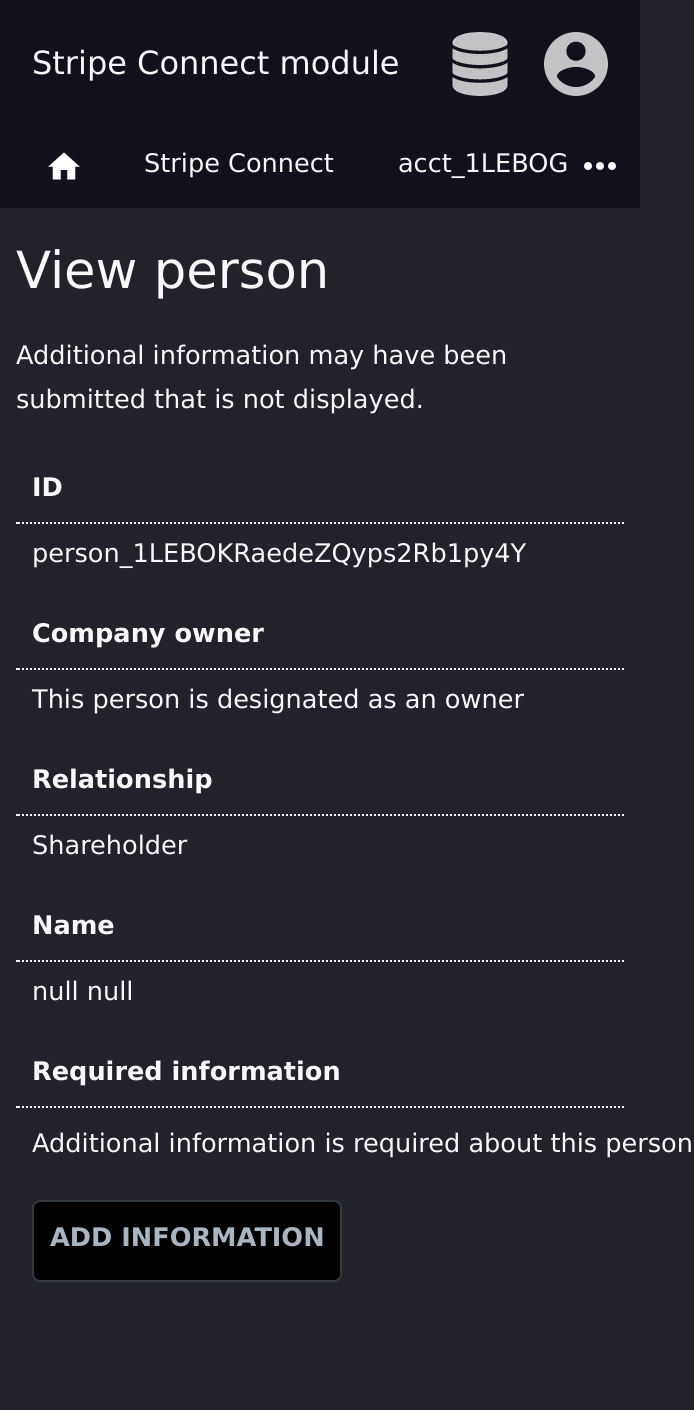 Stripe Connect module
Stripe Connect acct_1LEBOG
View person
Additional information may have been
submitted that is not displayed.
ID
person_1LEBOKRaedeZQyps2Rb1py4Y
Company owner
This person is designated as an owner
Relationship
Shareholder
Name
null null
Required information
Additional information is required about this person
ADD INFORMATION